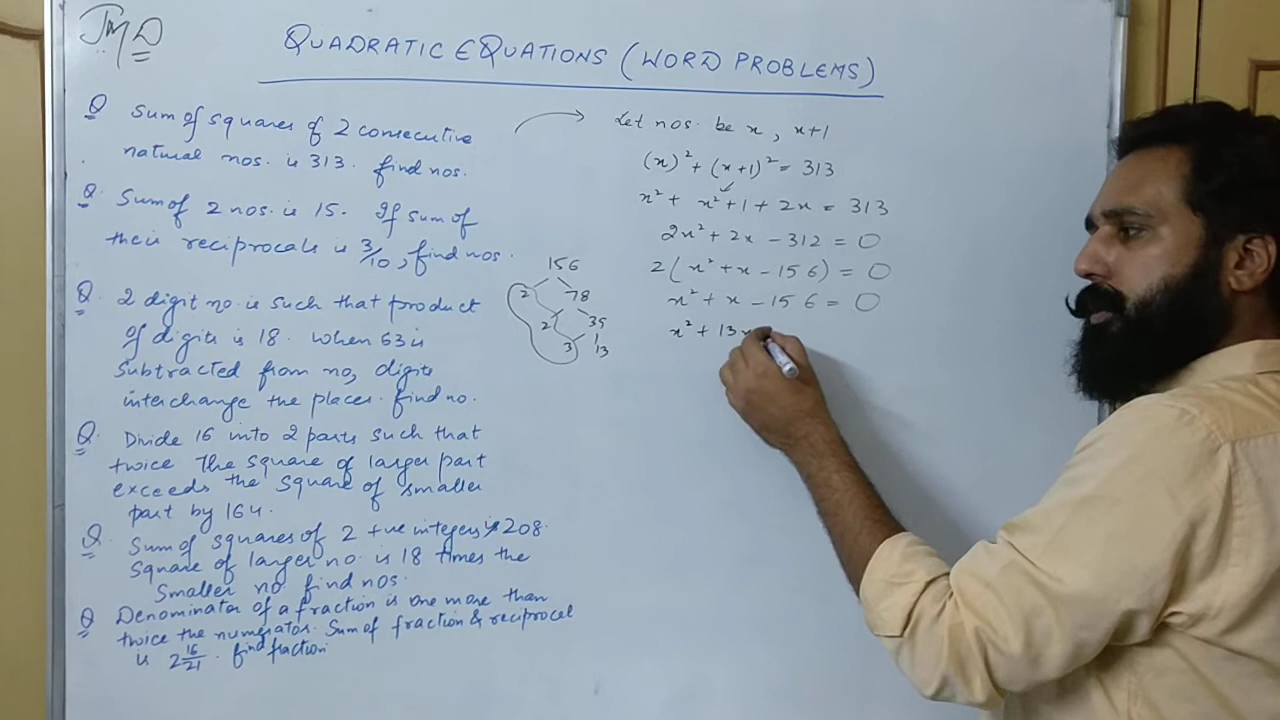 JMD
QUADRATIC EQUATIONS (WORD PROBLEMS)
Q Sum of squares of 2 consecutive
natural nos. is 313. find nos.
Q. Sum of 2 nos. is 15. If sum of
their reciprocals is 3/10, find nos.
Q. 2 digit no. is such that product
of digits is 18. when 63 is
subtracted from no, digits
interchange the places. find no.
Q. Divide 16 into 2 parts such that
twice the square of larger part
exceeds the square of smaller
part by 164.
Q Sum of squares of 2 +ve integers is 208.
Square of larger no. is 18 times the
smaller no find nos.
Q Denominator of a fraction is one more than
twice the numerator. Sum of fraction & reciprocel
is 2 16/21. find fraction
156
2 78
2 39
3 13
Let nos. be x, x+1
(x)² + (x+1)² = 313
x² + x² + 1 + 2x = 313
2x² + 2x - 312 = 0
2(x² + x - 156) = 0
x² + x - 156 = 0
x² + 13x